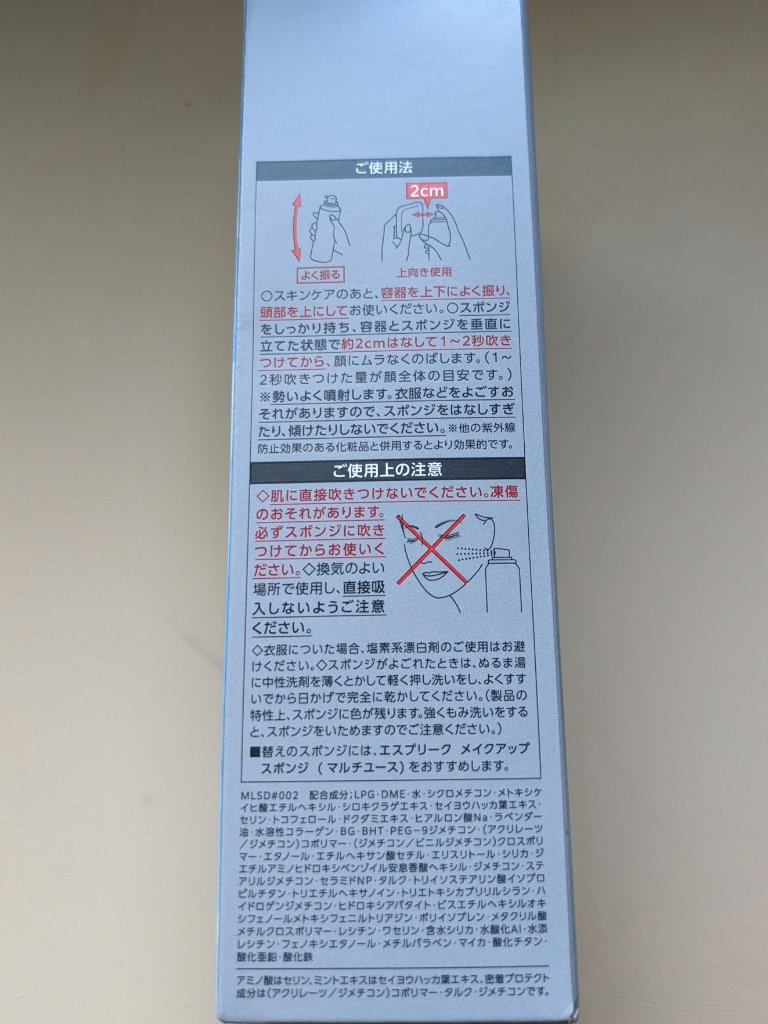 ご使用法
2cm
よく振る
上向き使用
○スキンケアのあと、容器を上下によく振り、
頭部を上にしてお使いください。○スポンジ
をしっかり持ち、容器とスポンジを垂直に
立てた状態で約2cmはなして1～2秒吹き
つけてから、顔にムラなくのばします。(1～
2秒吹きつけた量が顔全体の目安です。)
※勢いよく噴射します。衣服などをよごすお
それがありますので、スポンジをはなしすぎ
たり、傾けたりしないでください。※他の紫外線
防止効果のある化粧品と併用するとより効果的です。
ご使用上の注意
◇肌に直接吹きつけないでください。凍傷
のおそれがあります。
必ずスポンジに吹き
つけてからお使いく
ださい。◇換気のよい
場所で使用し、直接吸
入しないようご注意
ください。
◇衣服についた場合、塩素系漂白剤のご使用はお避
けください。◇スポンジがよごれたときは、ぬるま湯
に中性洗剤を薄くとかして軽く押し洗いをし、よくすす
いでから日かげで完全に乾かしてください。(製品の
特性上、スポンジに色が残ります。強くもみ洗いをする
と、スポンジをいためますのでご注意ください。)
■替えのスポンジには、エスプリーク メイクアップ
スポンジ (マルチユース)をおすすめします。
MLSD#002 配合成分;LPG・DME・水・シクロメチコン・メトキシケ
イヒ酸エチルヘキシル・シロキクラゲエキス・セイヨウハッカ葉エキス・
セリン・トコフェロール・ドクダミエキス・ヒアルロン酸Na・ラベンダー
油・水溶性コラーゲン・BG・BHT・PEG-9ジメチコン・(アクリレーツ
/ジメチコン)コポリマー・(ジメチコン/ビニルジメチコン)クロスポリ
マー・エタノール・エチルヘキサン酸セチル・エリスリトール・シリカ・ジ
エチルアミノヒドロキシベンゾイル安息香酸ヘキシル・ジメチコン・ステ
アリルジメチコン・セラミドNP・タルク・トリイソステアリン酸イソプロ
ピルチタン・トリエチルヘキサノイン・トリエトキシカプリリルシラン・ハ
イドロゲンジメチコン・ヒドロキシアパタイト・ビスエチルヘキシルオキ
シフェノールメトキシフェニルトリアジン・ポリイソプレン・メタクリル酸
メチルクロスポリマー・レシチン・ワセリン・含水シリカ・水酸化Al・水添
レシチン・フェノキシエタノール・メチルパラベン・マイカ・酸化チタン・
酸化亜鉛・酸化鉄
アミノ酸はセリン、ミントエキスはセイヨウハッカ葉エキス、密着プロテクト
成分は(アクリレーツ/ジメチコン)コポリマー・タルク・ジメチコンです。